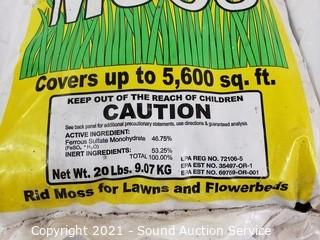 Moss
Covers up to 5,600 sq. ft.
KEEP OUT OF THE REACH OF CHILDREN
CAUTION
See back panel for additional precautionary statements, use directions & guaranteed analysis.
ACTIVE INGREDIENT:
Ferrous Sulfate Monohydrate 46.75%
(FeSO₄ * H₂O)
INERT INGREDIENTS: 53.25%
TOTAL 100.00%
EPA REG NO. 72106-5
EPA EST NO. 35497-OR-1
EPA EST NO. 69759-OR-001
Net Wt. 20 Lbs. 9.07 KG
Rid Moss for Lawns and Flowerbeds
Copyright 2021 - Sound Auction Service